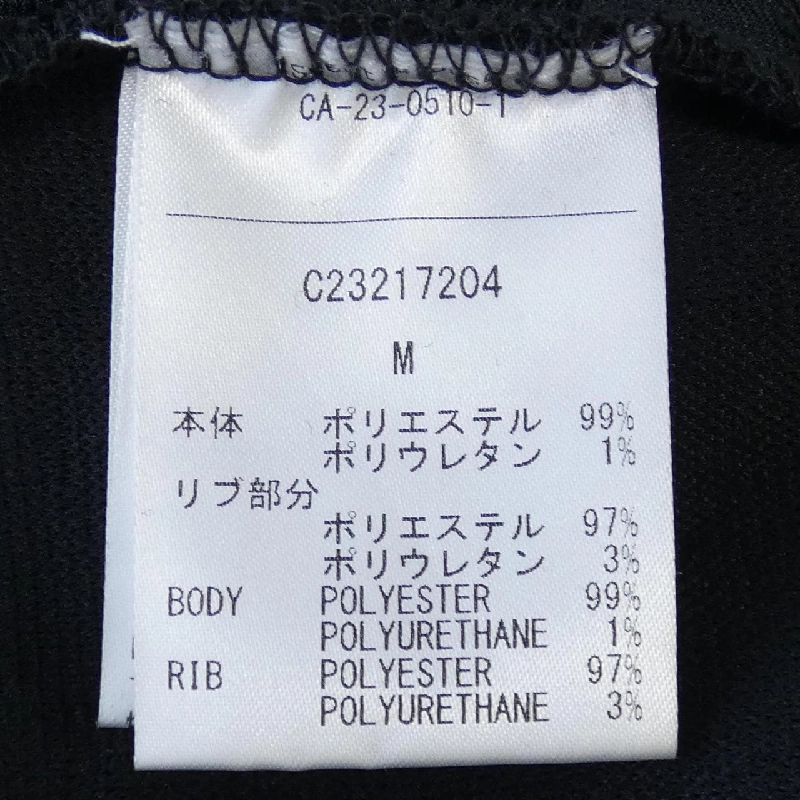 CA-23-0510-1
C23217204
M
本体 ポリエステル 99%
ポリウレタン 1%
リブ部分
ポリエステル 97%
ポリウレタン 3%
BODY POLYESTER 99%
POLYURETHANE 1%
RIB POLYESTER 97%
POLYURETHANE 3%